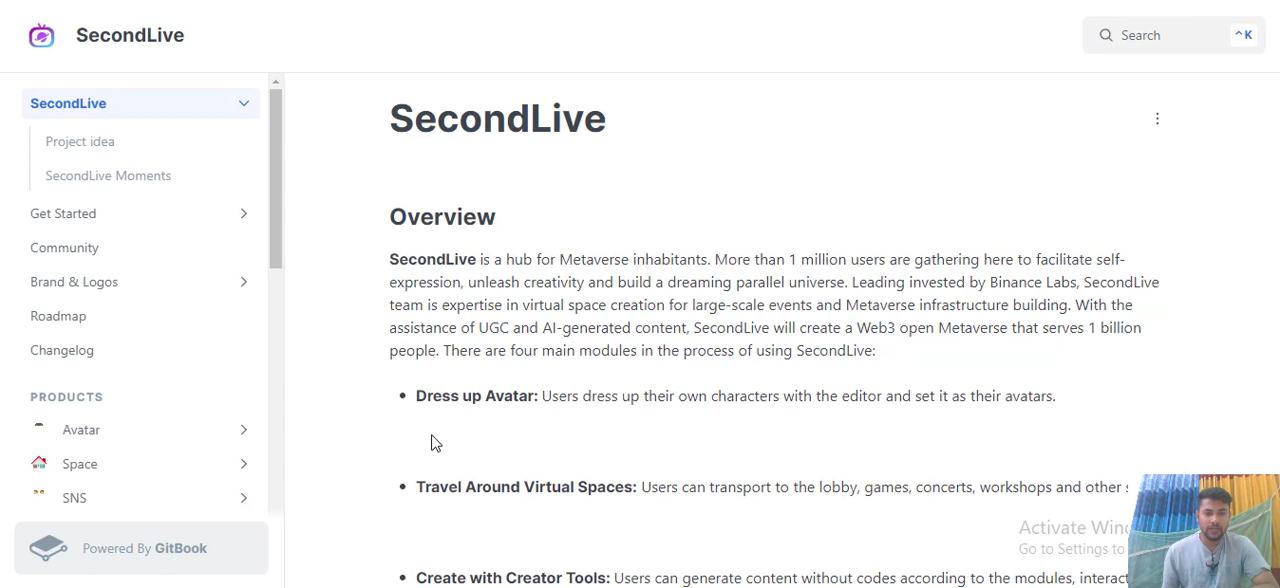 SecondLive
Search
^K
SecondLive
Project idea
SecondLive Moments
Get Started
Community
Brand & Logos
Roadmap
Changelog
PRODUCTS
Avatar
Space
SNS
Powered By GitBook
SecondLive
Overview
SecondLive is a hub for Metaverse inhabitants. More than 1 million users are gathering here to facilitate self-
expression, unleash creativity and build a dreaming parallel universe. Leading invested by Binance Labs, SecondLive
team is expertise in virtual space creation for large-scale events and Metaverse infrastructure building. With the
assistance of UGC and AI-generated content, SecondLive will create a Web3 open Metaverse that serves 1 billion
people. There are four main modules in the process of using SecondLive:
• Dress up Avatar: Users dress up their own characters with the editor and set it as their avatars.
• Travel Around Virtual Spaces: Users can transport to the lobby, games, concerts, workshops and other
Activate
Go to Settings to
• Create with Creator Tools: Users can generate content without codes according to the modules,